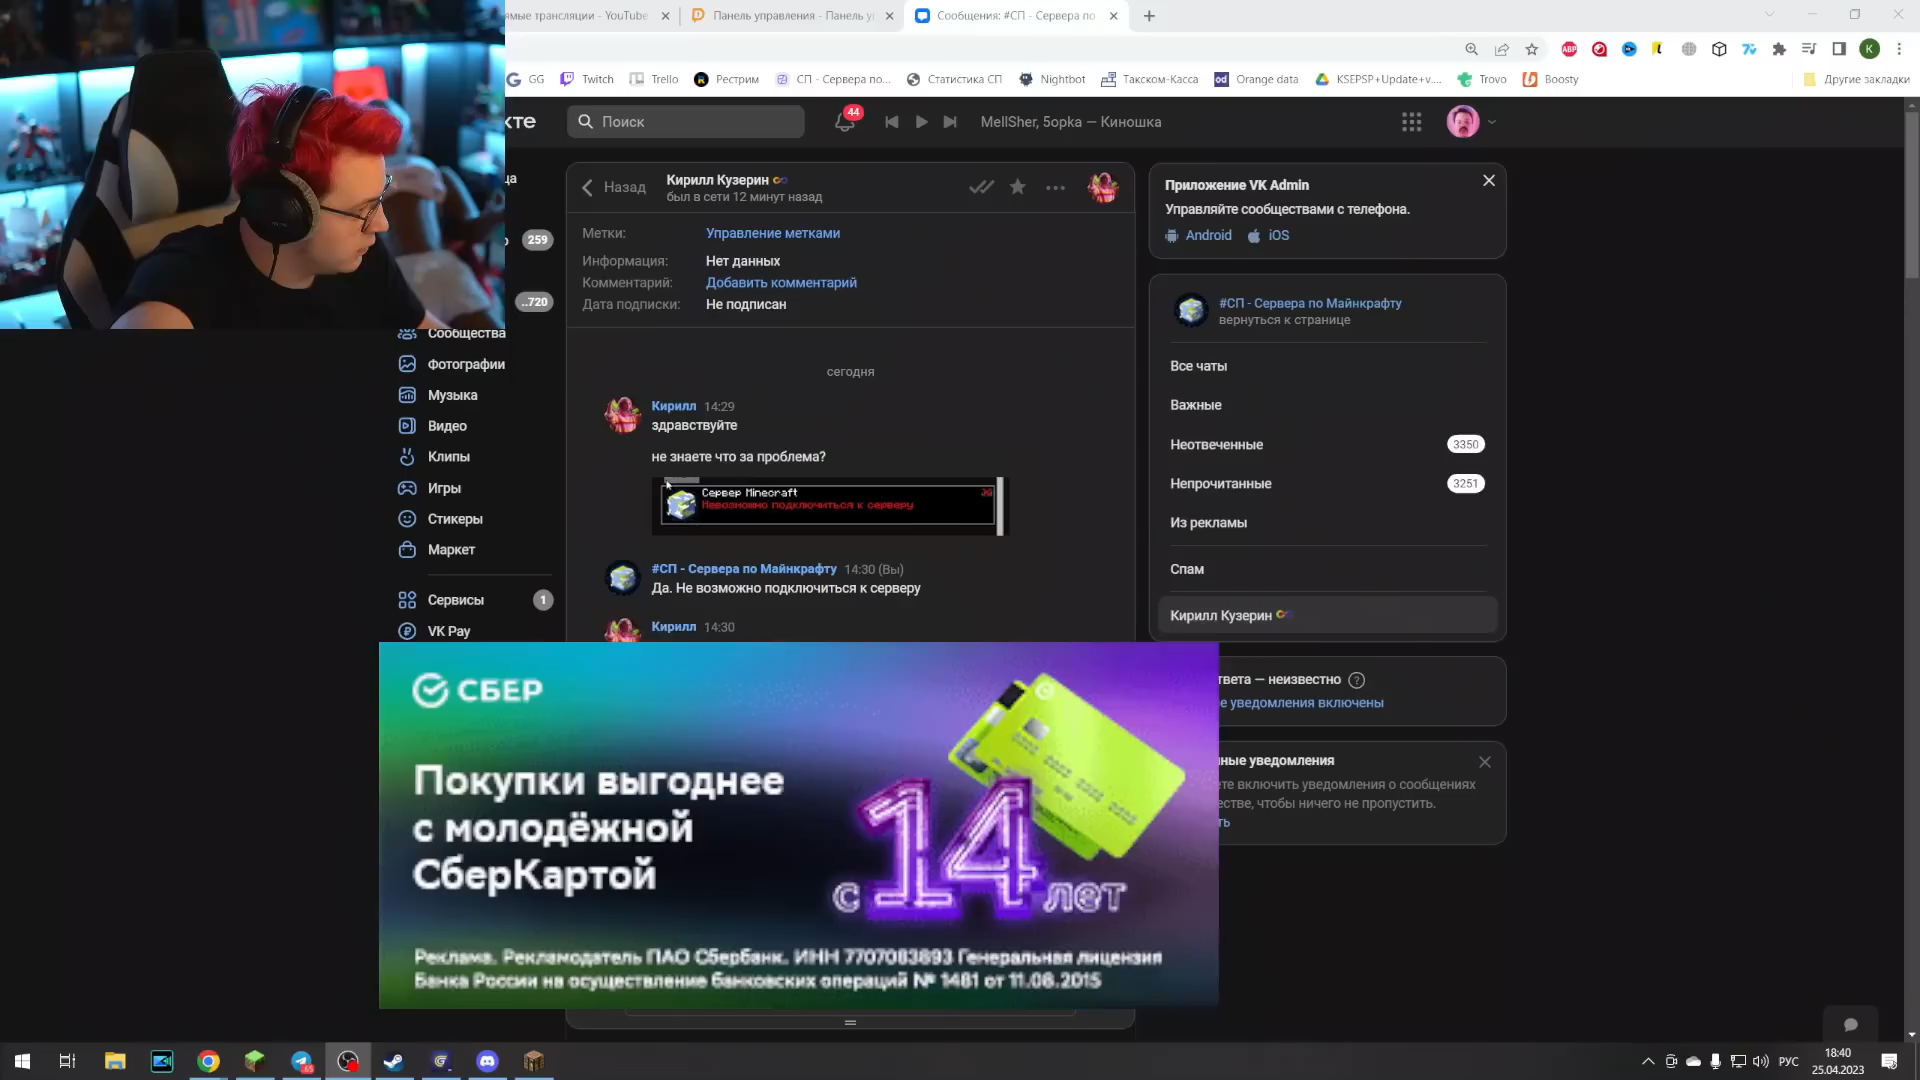 ямые трансляции - YouTube
Панель управления - Панель у
Сообщения: #СП - Сервера по
GG
Twitch
Trello
Рестрим
СП - Сервера по...
Статистика СП
Nightbot
Такском-Касса
Orange data
KSEPSP+Update+v....
Trovo
Boosty
Другие закладки
кте
Поиск
44
MellSher, 5opka — Киношка
ца
259
..720
Сообщества
Фотографии
Музыка
Видео
Клипы
Игры
Стикеры
Маркет
Сервисы
1
VK Pay
Назад
Кирилл Кузерин
был в сети 12 минут назад
Метки: Управление метками
Информация: Нет данных
Комментарий: Добавить комментарий
Дата подписки: Не подписан
сегодня
Кирилл 14:29
здравствуйте
не знаете что за проблема?
Сервер Minecraft
Невозможно подключиться к серверу
#СП - Сервера по Майнкрафту 14:30 (Вы)
Да. Не возможно подключиться к серверу
Кирилл 14:30
Приложение VK Admin
Управляйте сообществами с телефона.
Android
iOS
#СП - Сервера по Майнкрафту
вернуться к странице
Все чаты
Важные
Неотвеченные 3350
Непрочитанные 3251
Из рекламы
Спам
Кирилл Кузерин
твета — неизвестно
е уведомления включены
ные уведомления
те включить уведомления о сообщениях
естве, чтобы ничего не пропустить.
ть
СБЕР
Покупки выгоднее
с молодёжной
СберКартой
с 14 лет
Реклама. Рекламодатель ПАО Сбербанк. ИНН 7707083893 Генеральная лицензия
Банка России на осуществление банковских операций № 1481 от 11.08.2015
РУС
18:40
25.04.2023